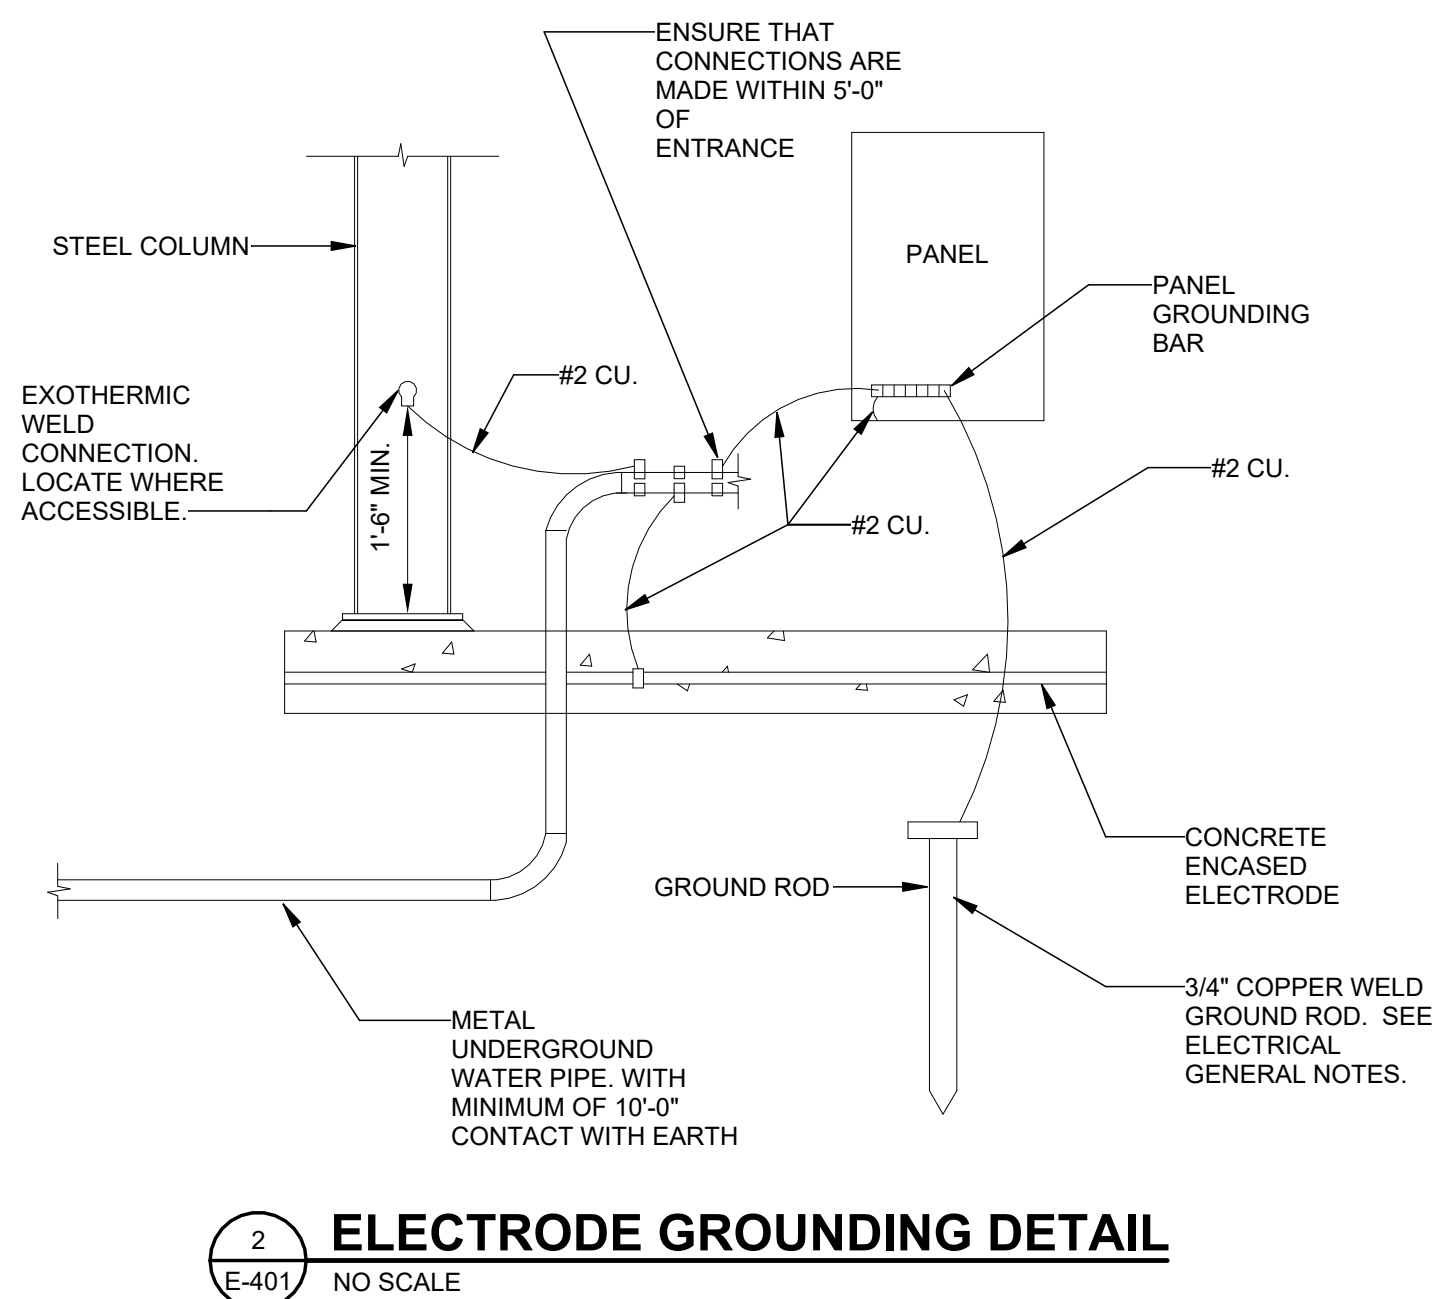 ENSURE THAT
CONNECTIONS ARE
MADE WITHIN 5'-0"
OF
ENTRANCE
STEEL COLUMN
PANEL
PANEL
GROUNDING
BAR
EXOTHERMIC
WELD
CONNECTION.
LOCATE WHERE
ACCESSIBLE.
#2 CU.
1'-6" MIN.
#2 CU.
#2 CU.
CONCRETE
ENCASED
ELECTRODE
GROUND ROD
3/4" COPPER WELD
GROUND ROD. SEE
ELECTRICAL
GENERAL NOTES.
METAL
UNDERGROUND
WATER PIPE. WITH
MINIMUM OF 10'-0"
CONTACT WITH EARTH
2
E-401
ELECTRODE GROUNDING DETAIL
NO SCALE